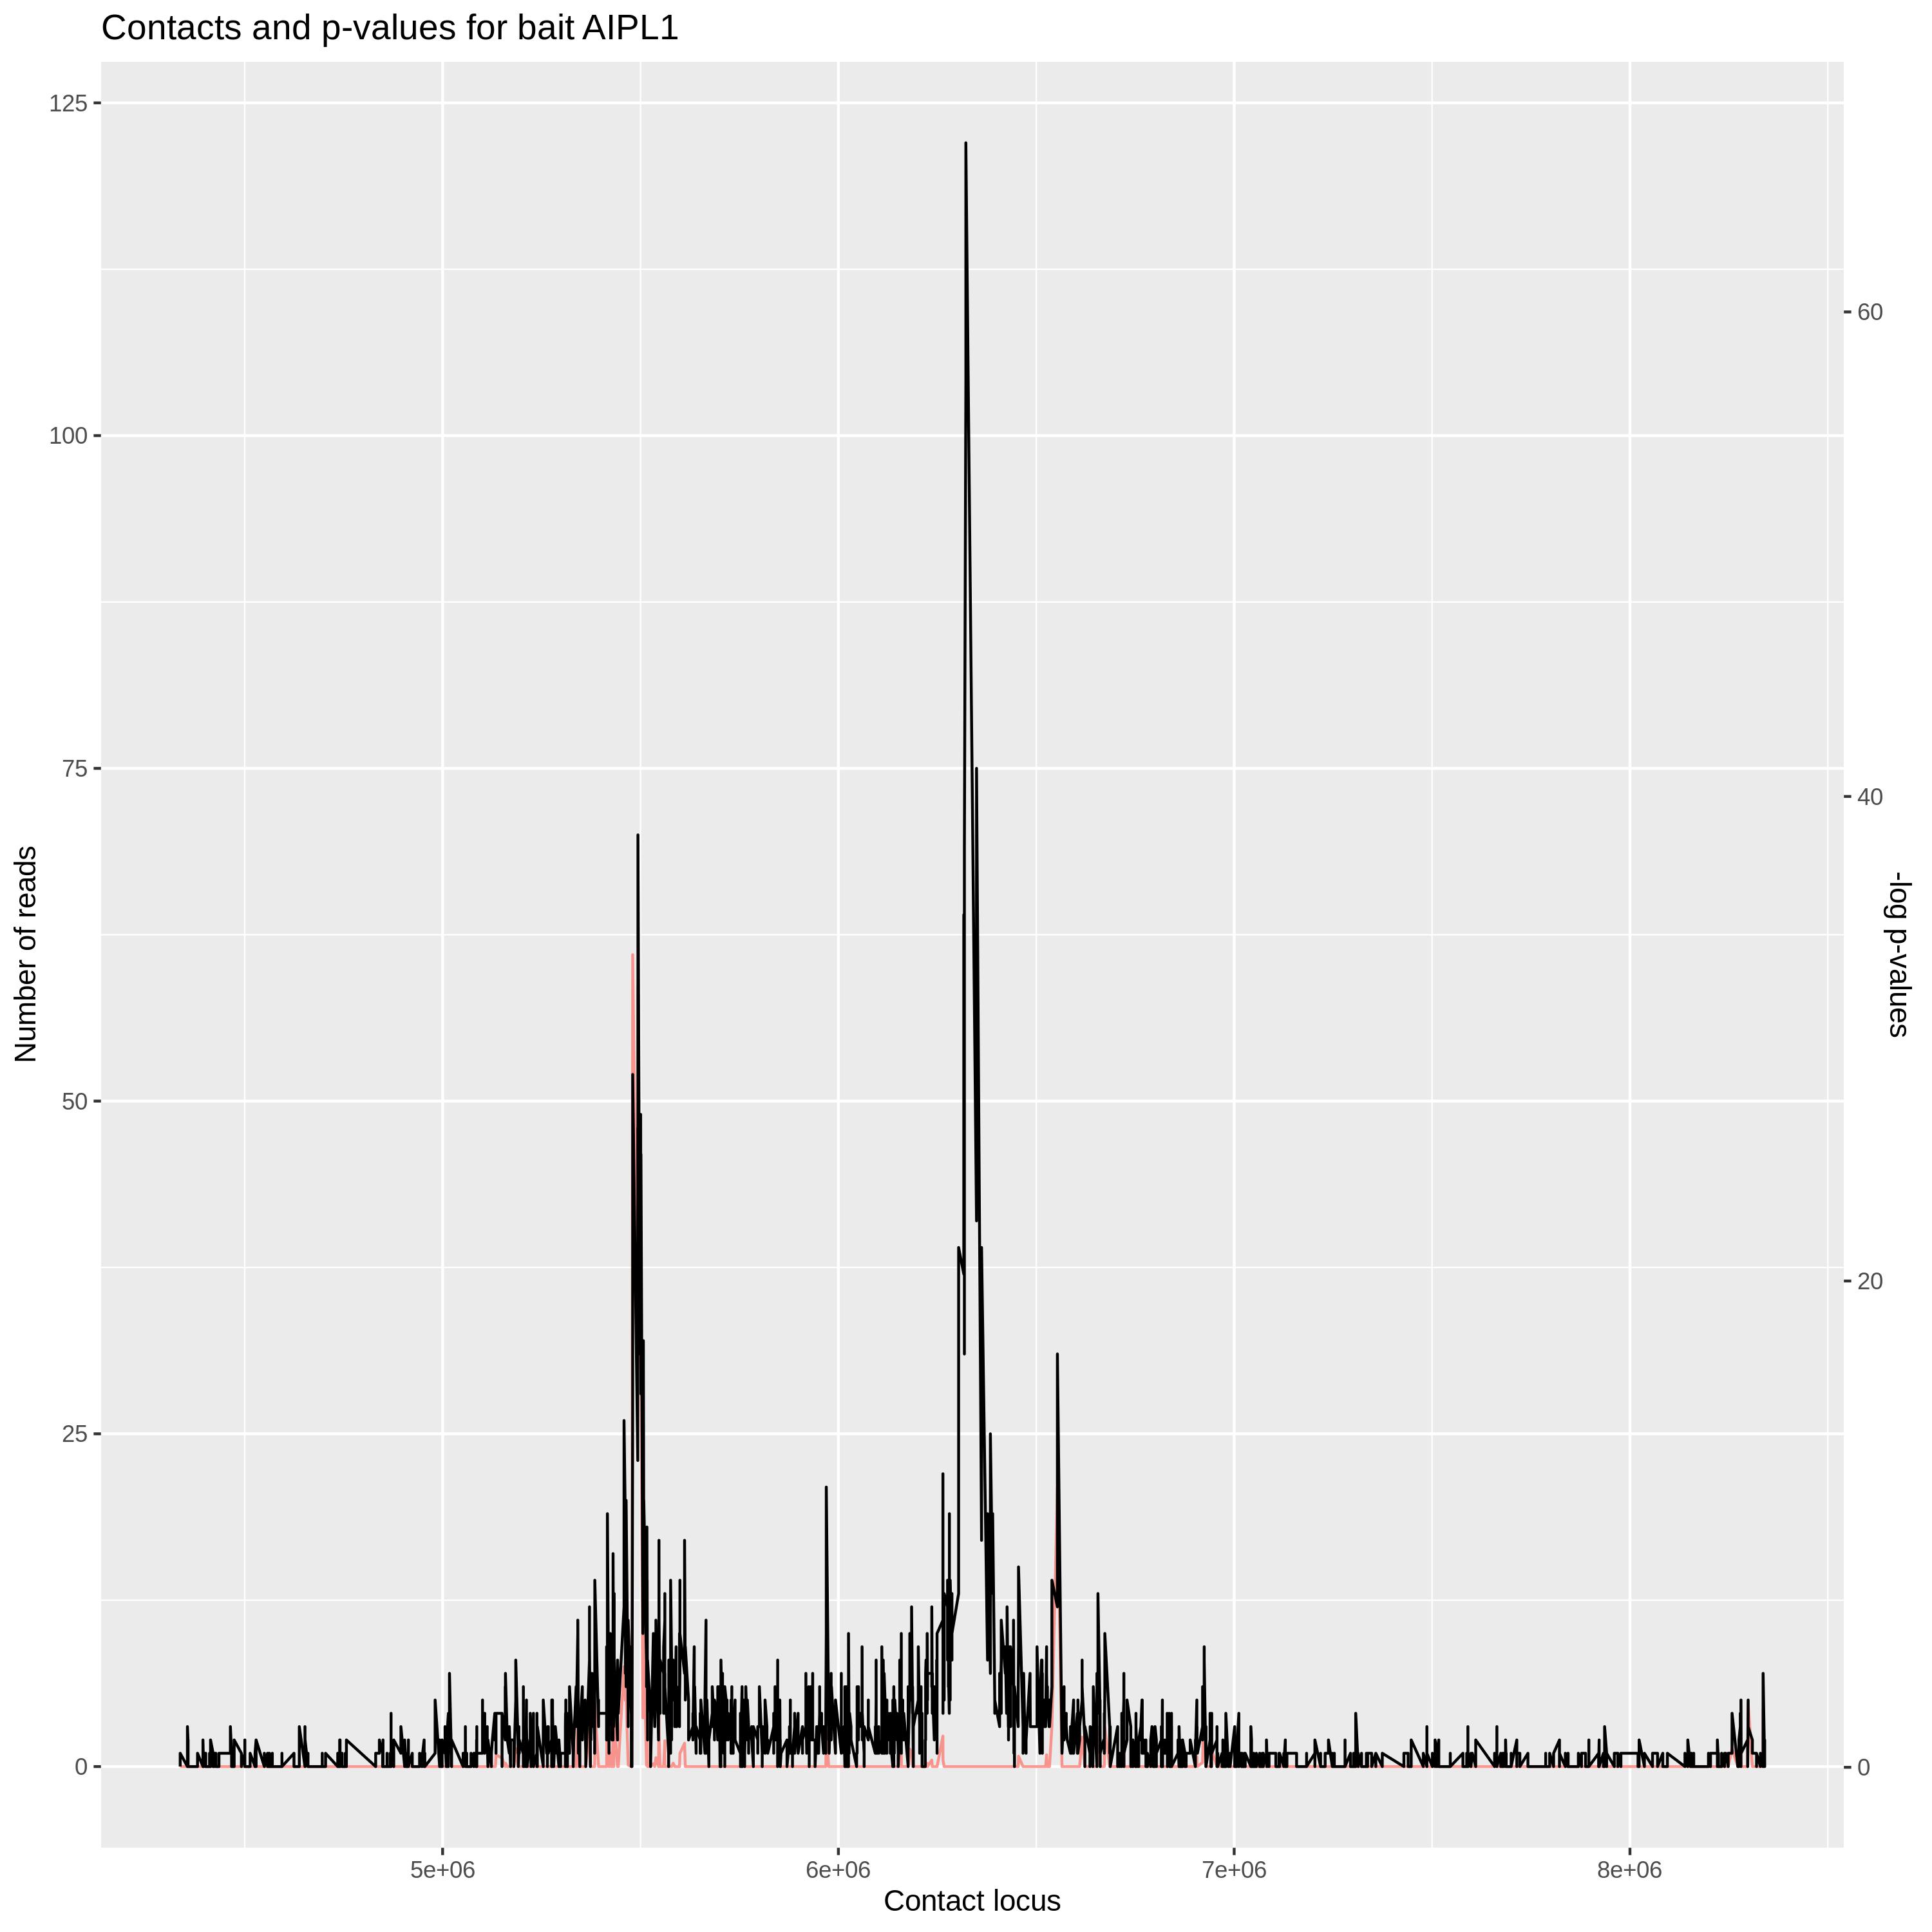 Contacts and p-values for bait AIPL1
125
100
75
50
25
0
Number of reads
60
40
20
0
-log p-values
5e+06
6e+06
7e+06
8e+06
Contact locus